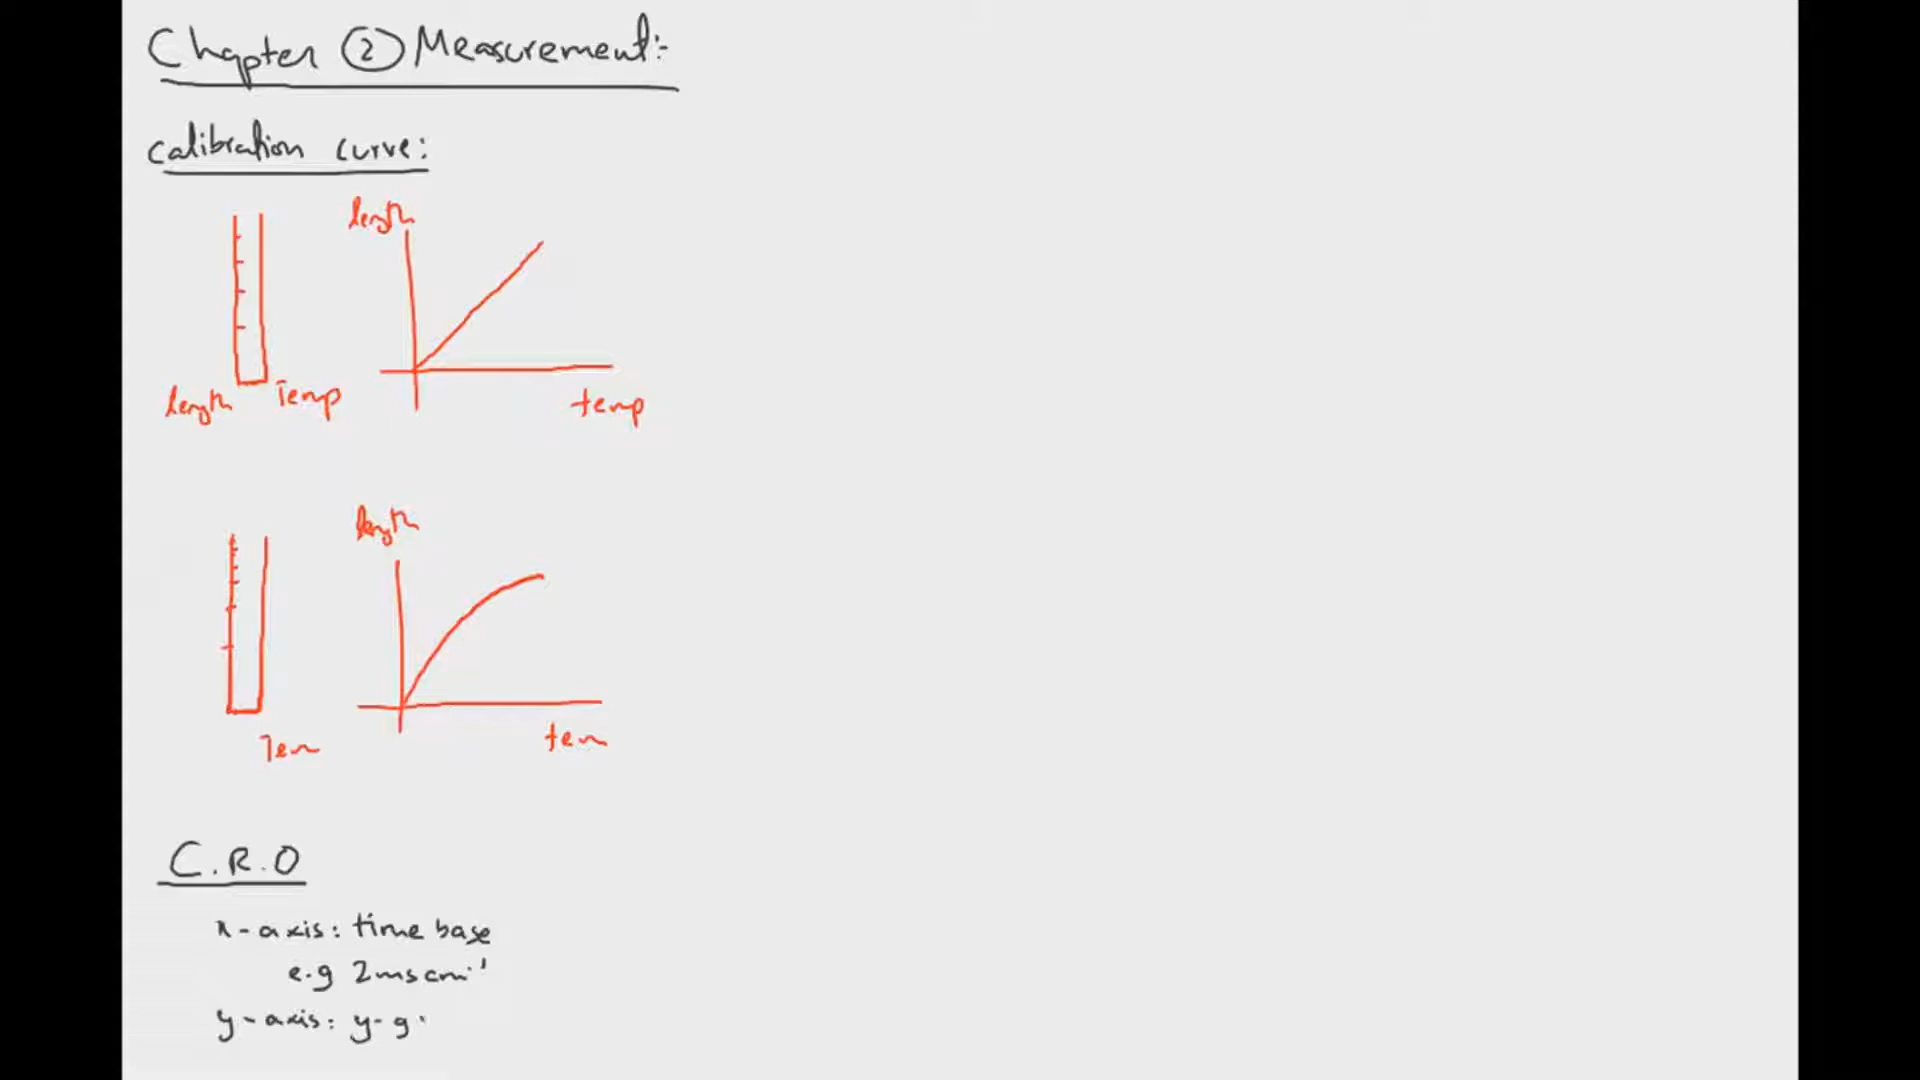 Chapter ② Measurement:-
calibration curve:
length
length Temp
temp
length
Tem
tem
C.R.O
x-axis: time base
e.g 2ms cm⁻¹
y-axis: y-g